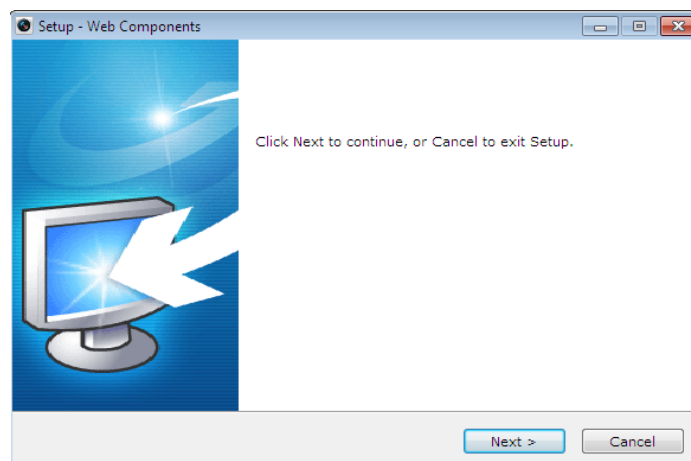 Setup - Web Components
Click Next to continue, or Cancel to exit Setup.
Next >
Cancel